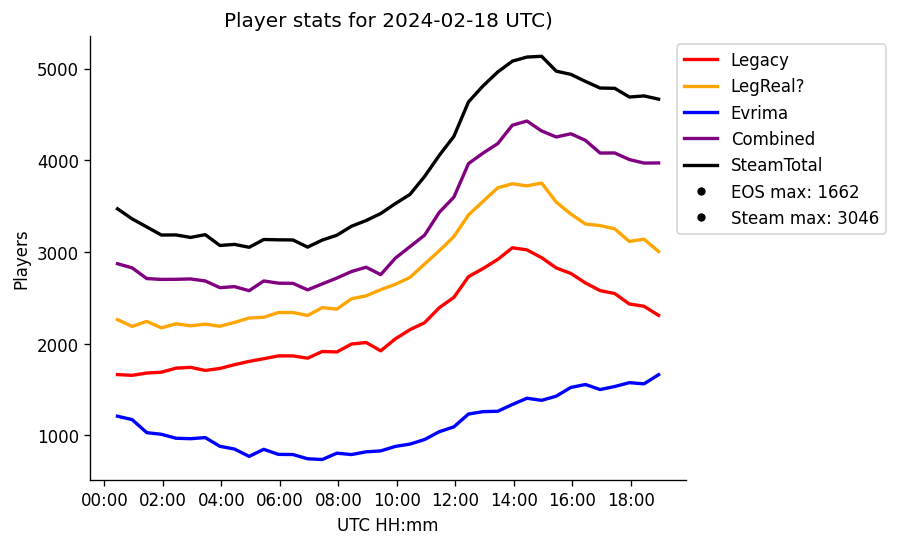 Player stats for 2024-02-18 UTC)
Legacy
LegReal?
Evrima
Combined
SteamTotal
EOS max: 1662
Steam max: 3046
Players
5000
4000
3000
2000
1000
00:00 02:00 04:00 06:00 08:00 10:00 12:00 14:00 16:00 18:00
UTC HH:mm